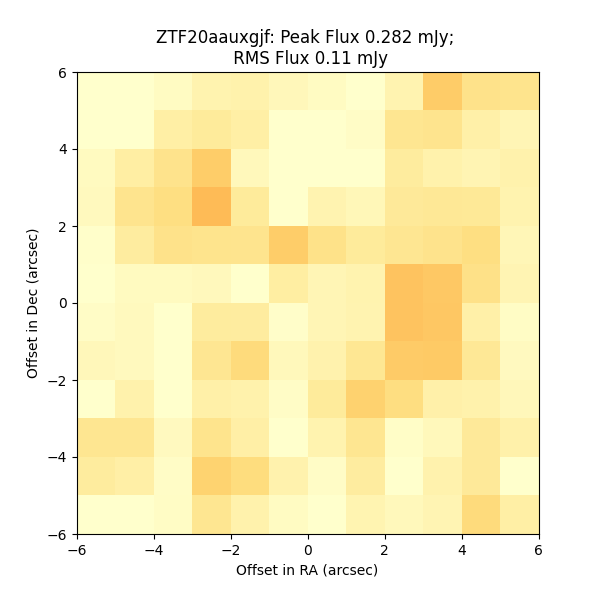 ZTF20aauxgjf: Peak Flux 0.282 mJy;
RMS Flux 0.11 mJy
6
4
2
0
−2
−4
−6
Offset in Dec (arcsec)
−6 −4 −2 0 2 4 6
Offset in RA (arcsec)